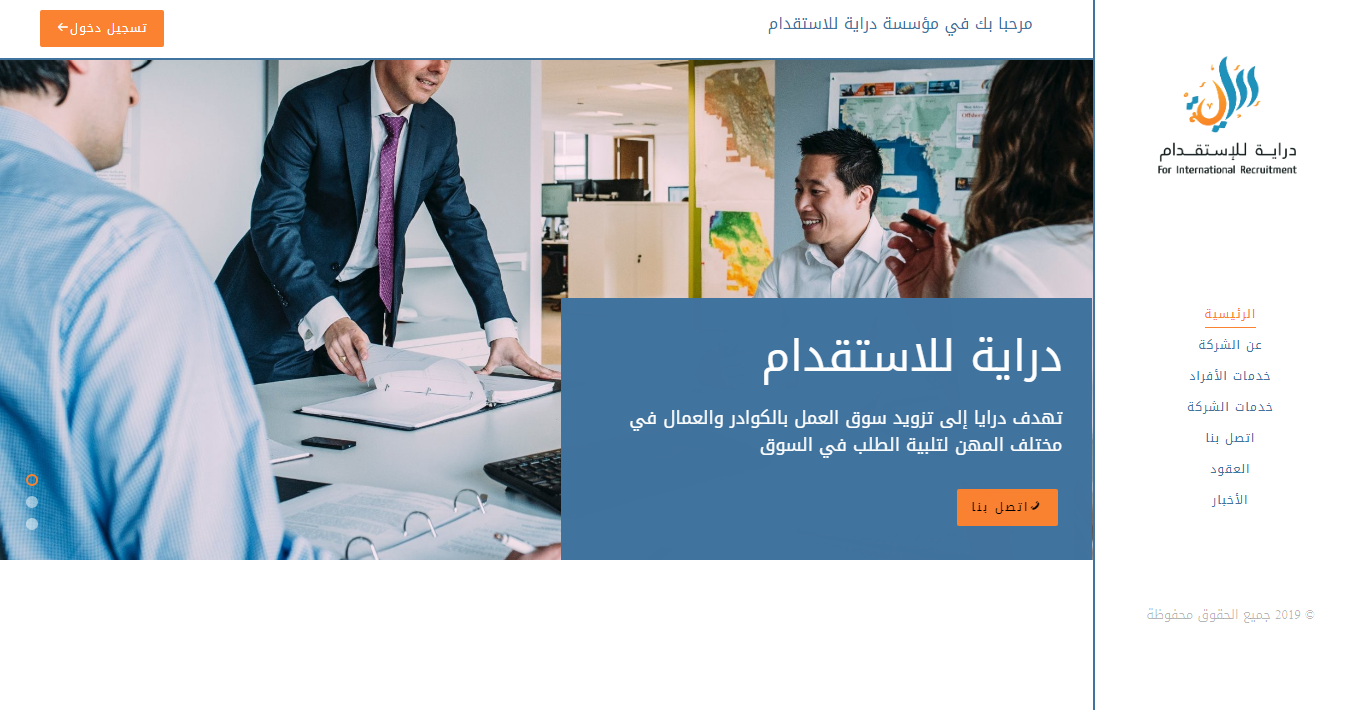 مرحبا بك في مؤسسة دراية للاستقدام
تسجيل دخول
درايــة للإستـقــدام
For International Recruitment
الرئيسية
عن الشركة
خدمات الأفراد
خدمات الشركة
اتصل بنا
العقود
الأخبار
© 2019 جميع الحقوق محفوظة
دراية للاستقدام
تهدف درايا إلى تزويد سوق العمل بالكوادر والعمال في
مختلف المهن لتلبية الطلب في السوق
اتصل بنا